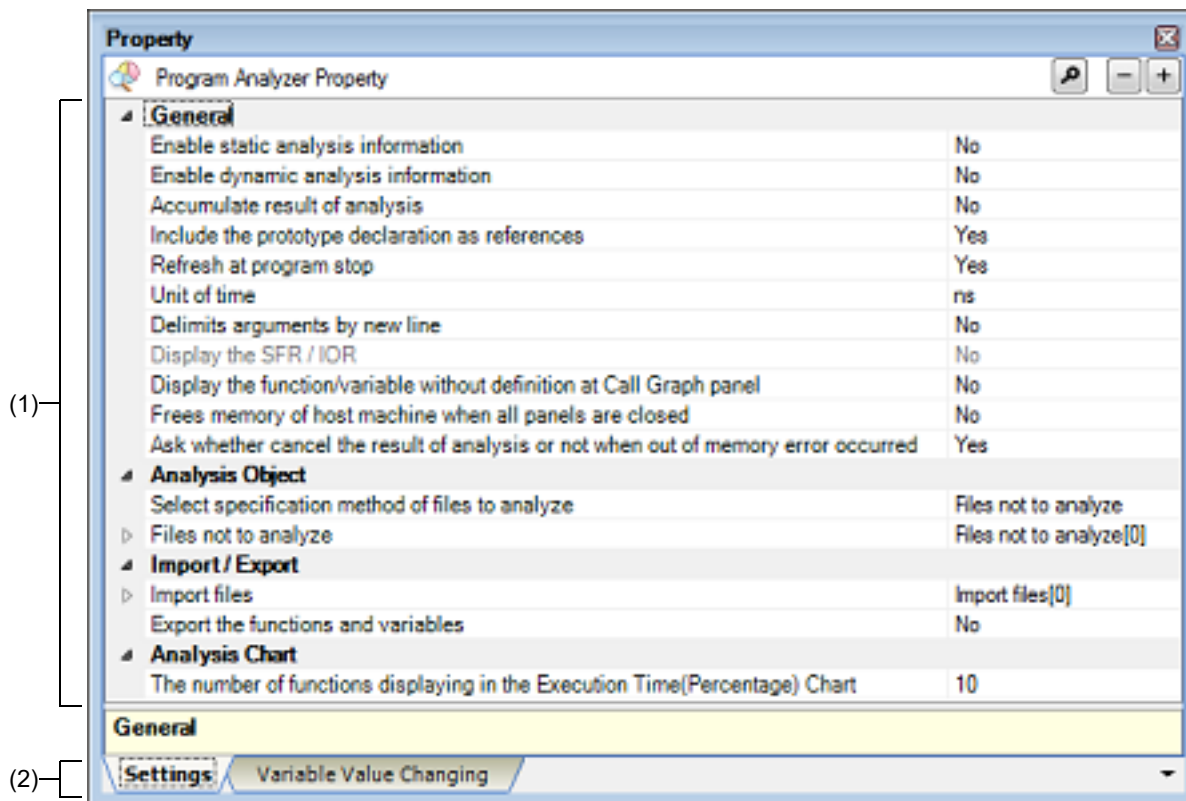 Property
Program Analyzer Property
General
Enable static analysis information No
Enable dynamic analysis information No
Accumulate result of analysis No
Include the prototype declaration as references Yes
Refresh at program stop Yes
Unit of time ns
Delimits arguments by new line No
Display the SFR / IOR No
Display the function/variable without definition at Call Graph panel No
(1)
Frees memory of host machine when all panels are closed No
Ask whether cancel the result of analysis or not when out of memory error occurred Yes
Analysis Object
Select specification method of files to analyze Files not to analyze
Files not to analyze Files not to analyze[0]
Import / Export
Import files Import files[0]
Export the functions and variables No
Analysis Chart
The number of functions displaying in the Execution Time(Percentage) Chart 10
General
(2)
Settings Variable Value Changing